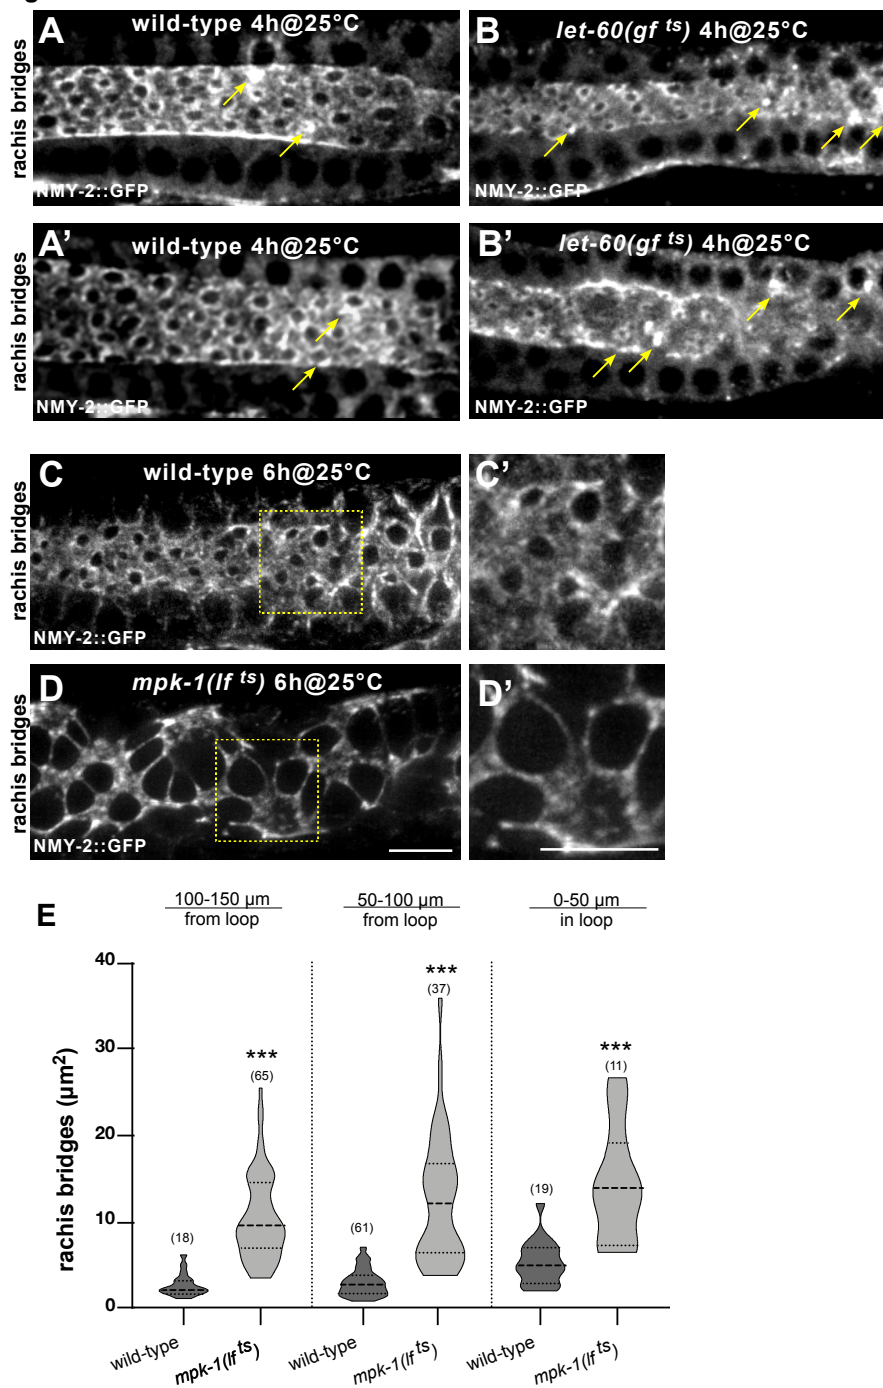 A wild-type 4h@25°C
rachis bridges
NMY-2::GFP
B let-60(gf ts) 4h@25°C
NMY-2::GFP
A' wild-type 4h@25°C
rachis bridges
NMY-2::GFP
B' let-60(gf ts) 4h@25°C
NMY-2::GFP
C wild-type 6h@25°C
rachis bridges
NMY-2::GFP
C'
D mpk-1(lf ts) 6h@25°C
rachis bridges
NMY-2::GFP
D'
E
100-150 µm
from loop
50-100 µm
from loop
0-50 µm
in loop
rachis bridges (µm²)
40
30
20
10
0
(18)
***
(65)
(61)
***
(37)
(19)
***
(11)
wild-type
mpk-1(lf ts)
wild-type
mpk-1(lf ts)
wild-type
mpk-1(lf ts)